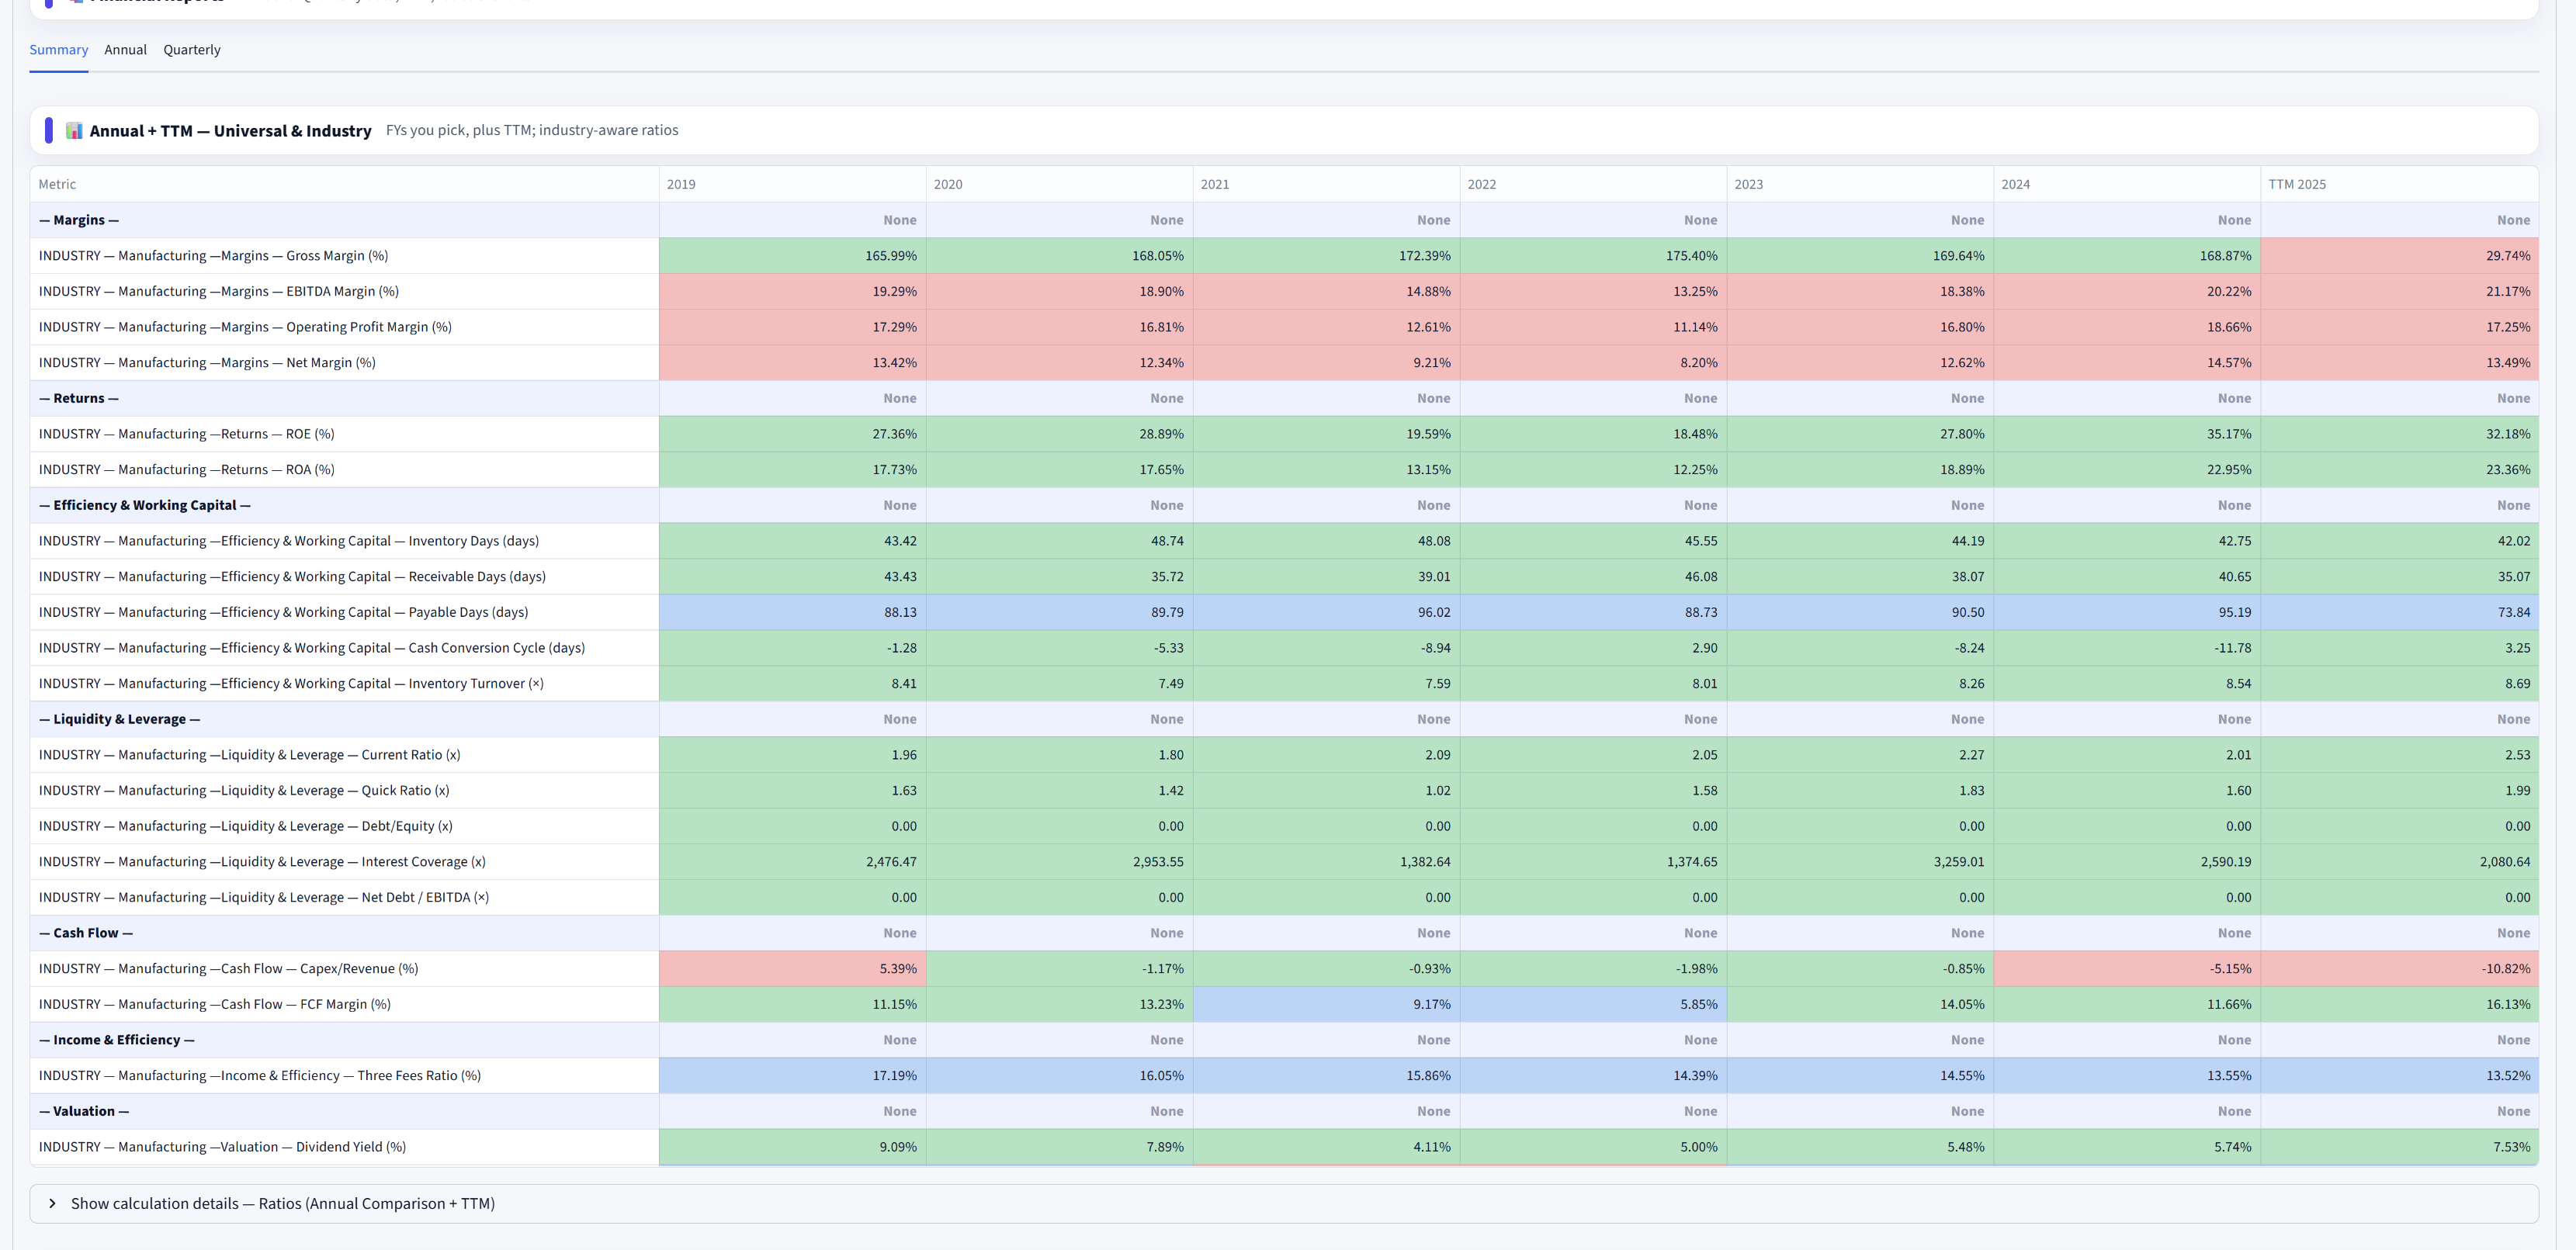 Summary Annual Quarterly
Annual + TTM — Universal & Industry FYs you pick, plus TTM; industry-aware ratios
Metric 2019 2020 2021 2022 2023 2024 TTM 2025
— Margins — None None None None None None None
INDUSTRY — Manufacturing —Margins — Gross Margin (%) 165.99% 168.05% 172.39% 175.40% 169.64% 168.87% 29.74%
INDUSTRY — Manufacturing —Margins — EBITDA Margin (%) 19.29% 18.90% 14.88% 13.25% 18.38% 20.22% 21.17%
INDUSTRY — Manufacturing —Margins — Operating Profit Margin (%) 17.29% 16.81% 12.61% 11.14% 16.80% 18.66% 17.25%
INDUSTRY — Manufacturing —Margins — Net Margin (%) 13.42% 12.34% 9.21% 8.20% 12.62% 14.57% 13.49%
— Returns — None None None None None None None
INDUSTRY — Manufacturing —Returns — ROE (%) 27.36% 28.89% 19.59% 18.48% 27.80% 35.17% 32.18%
INDUSTRY — Manufacturing —Returns — ROA (%) 17.73% 17.65% 13.15% 12.25% 18.89% 22.95% 23.36%
— Efficiency & Working Capital — None None None None None None None
INDUSTRY — Manufacturing —Efficiency & Working Capital — Inventory Days (days) 43.42 48.74 48.08 45.55 44.19 42.75 42.02
INDUSTRY — Manufacturing —Efficiency & Working Capital — Receivable Days (days) 43.43 35.72 39.01 46.08 38.07 40.65 35.07
INDUSTRY — Manufacturing —Efficiency & Working Capital — Payable Days (days) 88.13 89.79 96.02 88.73 90.50 95.19 73.84
INDUSTRY — Manufacturing —Efficiency & Working Capital — Cash Conversion Cycle (days) -1.28 -5.33 -8.94 2.90 -8.24 -11.78 3.25
INDUSTRY — Manufacturing —Efficiency & Working Capital — Inventory Turnover (×) 8.41 7.49 7.59 8.01 8.26 8.54 8.69
— Liquidity & Leverage — None None None None None None None
INDUSTRY — Manufacturing —Liquidity & Leverage — Current Ratio (x) 1.96 1.80 2.09 2.05 2.27 2.01 2.53
INDUSTRY — Manufacturing —Liquidity & Leverage — Quick Ratio (x) 1.63 1.42 1.02 1.58 1.83 1.60 1.99
INDUSTRY — Manufacturing —Liquidity & Leverage — Debt/Equity (x) 0.00 0.00 0.00 0.00 0.00 0.00 0.00
INDUSTRY — Manufacturing —Liquidity & Leverage — Interest Coverage (x) 2,476.47 2,953.55 1,382.64 1,374.65 3,259.01 2,590.19 2,080.64
INDUSTRY — Manufacturing —Liquidity & Leverage — Net Debt / EBITDA (×) 0.00 0.00 0.00 0.00 0.00 0.00 0.00
— Cash Flow — None None None None None None None
INDUSTRY — Manufacturing —Cash Flow — Capex/Revenue (%) 5.39% -1.17% -0.93% -1.98% -0.85% -5.15% -10.82%
INDUSTRY — Manufacturing —Cash Flow — FCF Margin (%) 11.15% 13.23% 9.17% 5.85% 14.05% 11.66% 16.13%
— Income & Efficiency — None None None None None None None
INDUSTRY — Manufacturing —Income & Efficiency — Three Fees Ratio (%) 17.19% 16.05% 15.86% 14.39% 14.55% 13.55% 13.52%
— Valuation — None None None None None None None
INDUSTRY — Manufacturing —Valuation — Dividend Yield (%) 9.09% 7.89% 4.11% 5.00% 5.48% 5.74% 7.53%
Show calculation details — Ratios (Annual Comparison + TTM)